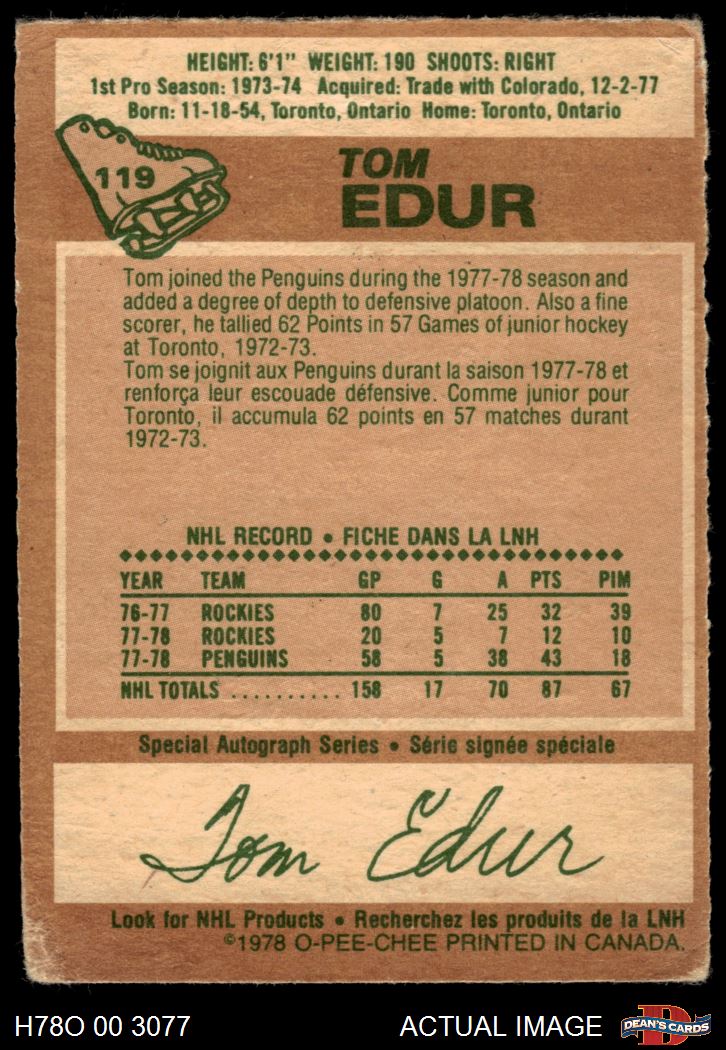 HEIGHT: 6'1" WEIGHT: 190 SHOOTS: RIGHT
1st Pro Season: 1973-74 Acquired: Trade with Colorado, 12-2-77
Born: 11-18-54, Toronto, Ontario Home: Toronto, Ontario
119
TOM
EDUR
Tom joined the Penguins during the 1977-78 season and
added a degree of depth to defensive platoon. Also a fine
scorer, he tallied 62 Points in 57 Games of junior hockey
at Toronto, 1972-73.
Tom se joignit aux Penguins durant la saison 1977-78 et
renforça leur escouade défensive. Comme junior pour
Toronto, il accumula 62 points en 57 matches durant
1972-73.
NHL RECORD • FICHE DANS LA LNH
YEAR TEAM GP G A PTS PIM
76-77 ROCKIES 80 7 25 32 39
77-78 ROCKIES 20 5 7 12 10
77-78 PENGUINS 58 5 38 43 18
NHL TOTALS .......... 158 17 70 87 67
Special Autograph Series • Série signée spéciale
Tom Edur
Look for NHL Products • Recherchez les produits de la LNH
©1978 O-PEE-CHEE PRINTED IN CANADA.
H78O 00 3077
ACTUAL IMAGE
D
DEAN'S CARDS